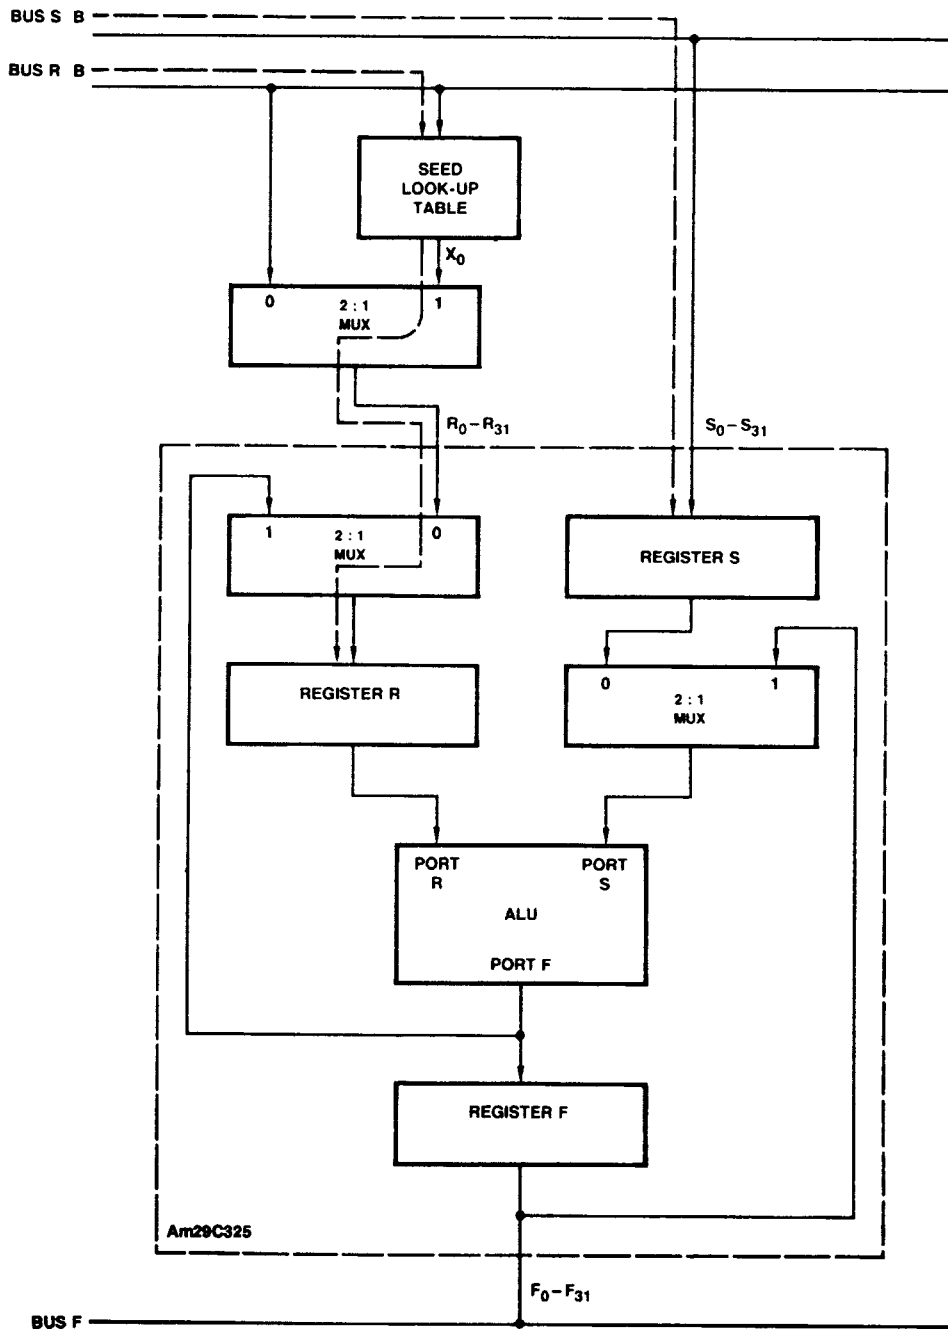 BUS S B
BUS R B
SEED
LOOK-UP
TABLE
X0
0 2 : 1 1
MUX
R0–R31
S0–S31
1 2 : 1 0
MUX
REGISTER S
REGISTER R
0 1
2 : 1
MUX
PORT PORT
R S
ALU
PORT F
REGISTER F
Am29C325
F0–F31
BUS F